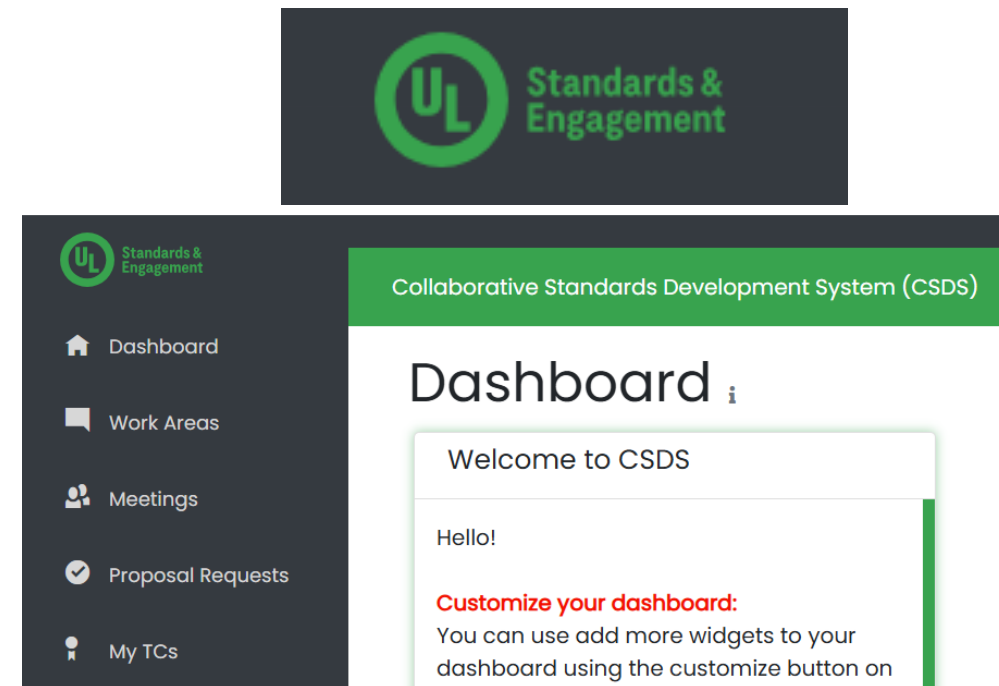 UL Standards &
Engagement
UL Standards &
Engagement
Collaborative Standards Development System (CSDS)
Dashboard
Work Areas
Meetings
Proposal Requests
My TCs
Dashboard i
Welcome to CSDS
Hello!
Customize your dashboard:
You can use add more widgets to your
dashboard using the customize button on